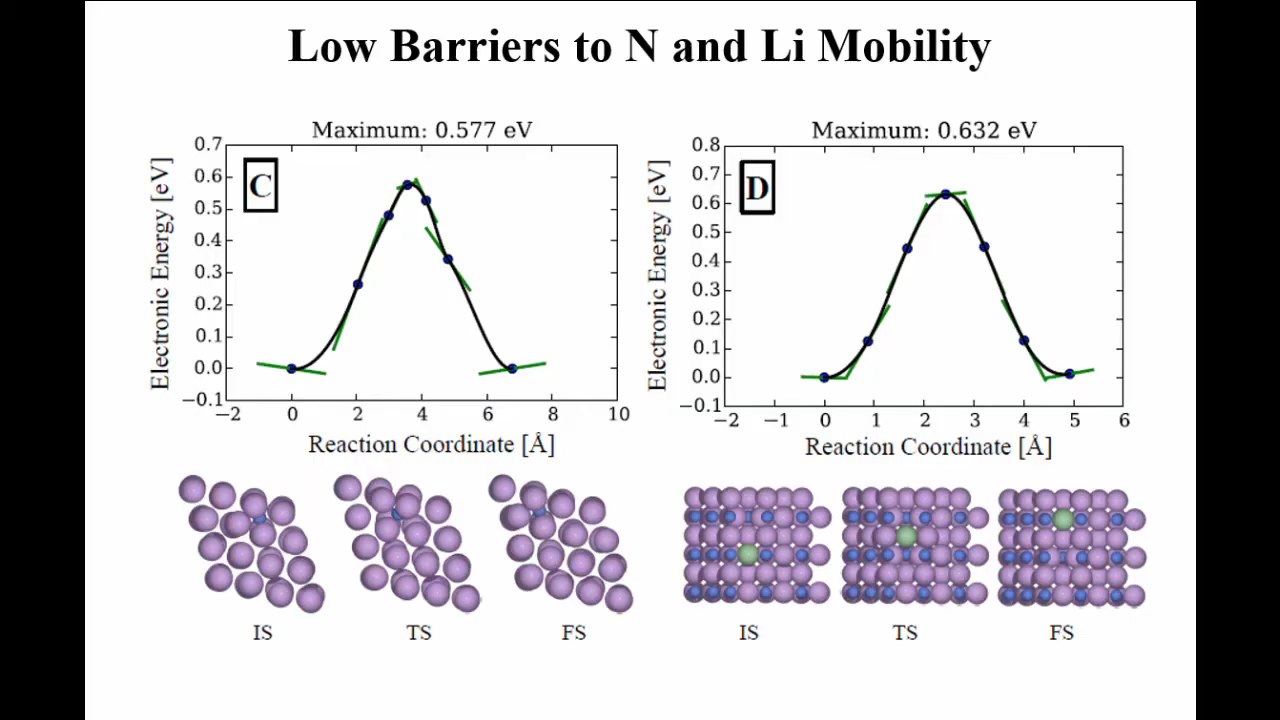 Low Barriers to N and Li Mobility
Maximum: 0.577 eV
C
Electronic Energy [eV]
0.7
0.6
0.5
0.4
0.3
0.2
0.1
0.0
−0.1
−2 0 2 4 6 8 10
Reaction Coordinate [Å]
IS TS FS
Maximum: 0.632 eV
D
Electronic Energy [eV]
0.8
0.7
0.6
0.5
0.4
0.3
0.2
0.1
0.0
−0.1
−2 −1 0 1 2 3 4 5 6
Reaction Coordinate [Å]
IS TS FS